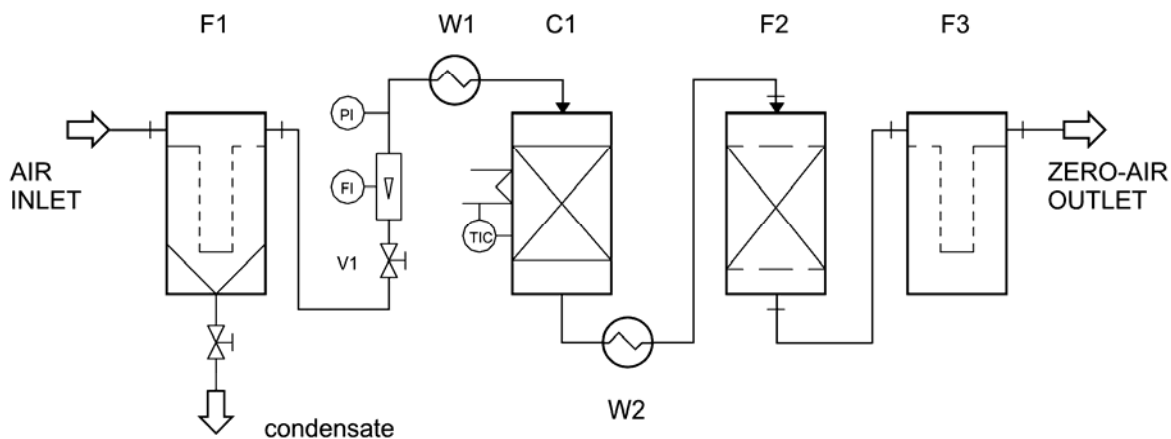 F1
W1
C1
F2
F3
PI
AIR
INLET
FI
ZERO-AIR
OUTLET
TIC
V1
W2
condensate